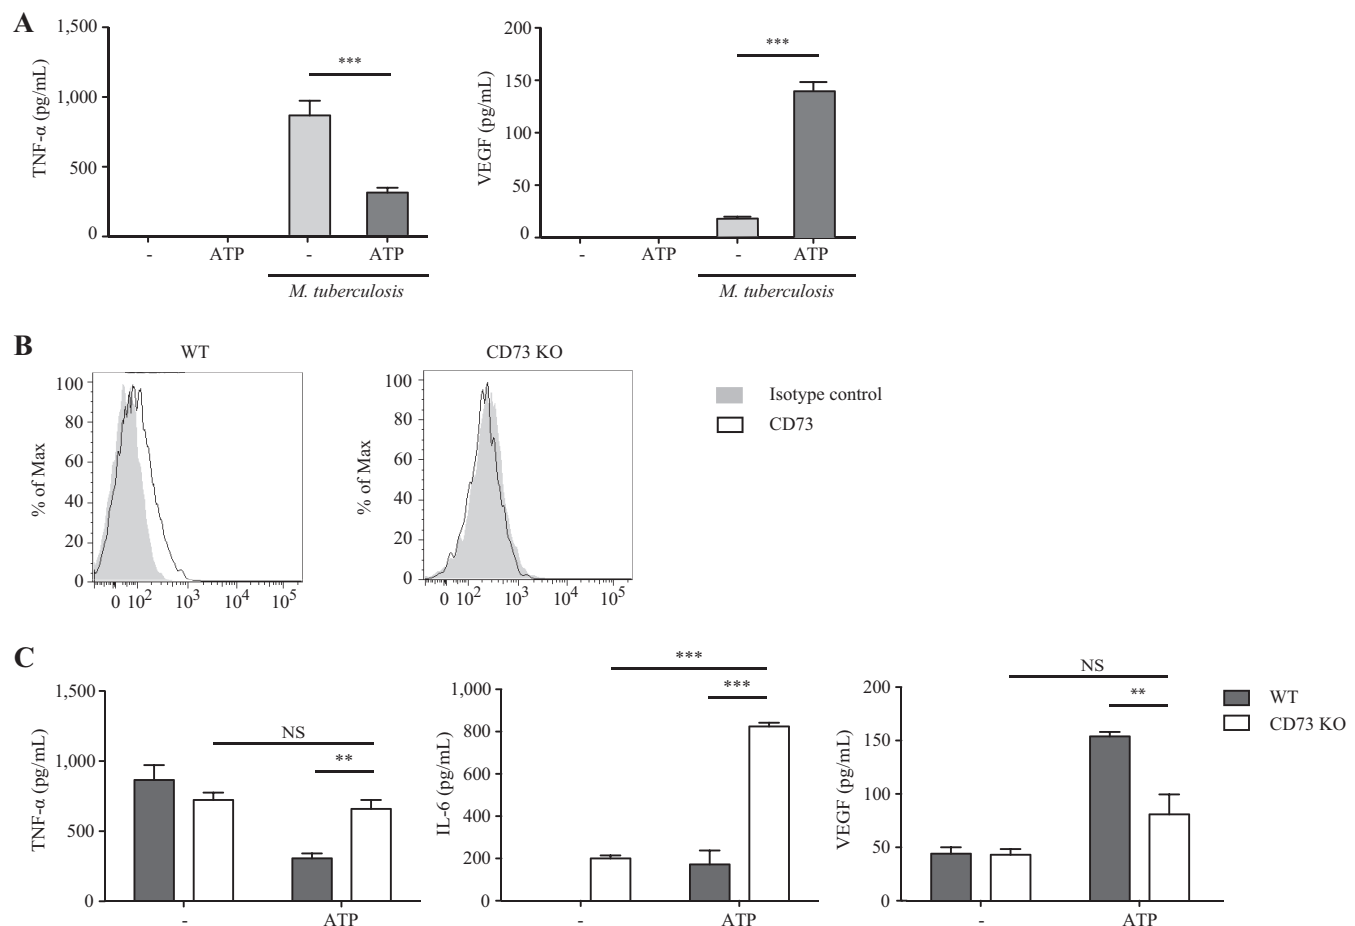 A
1,500
1,000
500
0
TNF-α (pg/mL)
***
- ATP - ATP
M. tuberculosis
200
150
100
50
0
VEGF (pg/mL)
***
- ATP - ATP
M. tuberculosis
B
WT
100
80
60
40
20
0
% of Max
0 10² 10³ 10⁴ 10⁵
CD73 KO
100
80
60
40
20
0
% of Max
0 10² 10³ 10⁴ 10⁵
Isotype control
CD73
C
1,500
1,000
500
0
TNF-α (pg/mL)
NS
**
- ATP
1,000
800
600
400
200
0
IL-6 (pg/mL)
***
***
- ATP
200
150
100
50
0
VEGF (pg/mL)
NS
**
- ATP
WT
CD73 KO